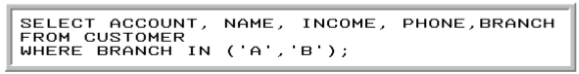 SELECT ACCOUNT, NAME, INCOME, PHONE,BRANCH
FROM CUSTOMER
WHERE BRANCH IN ('A','B');